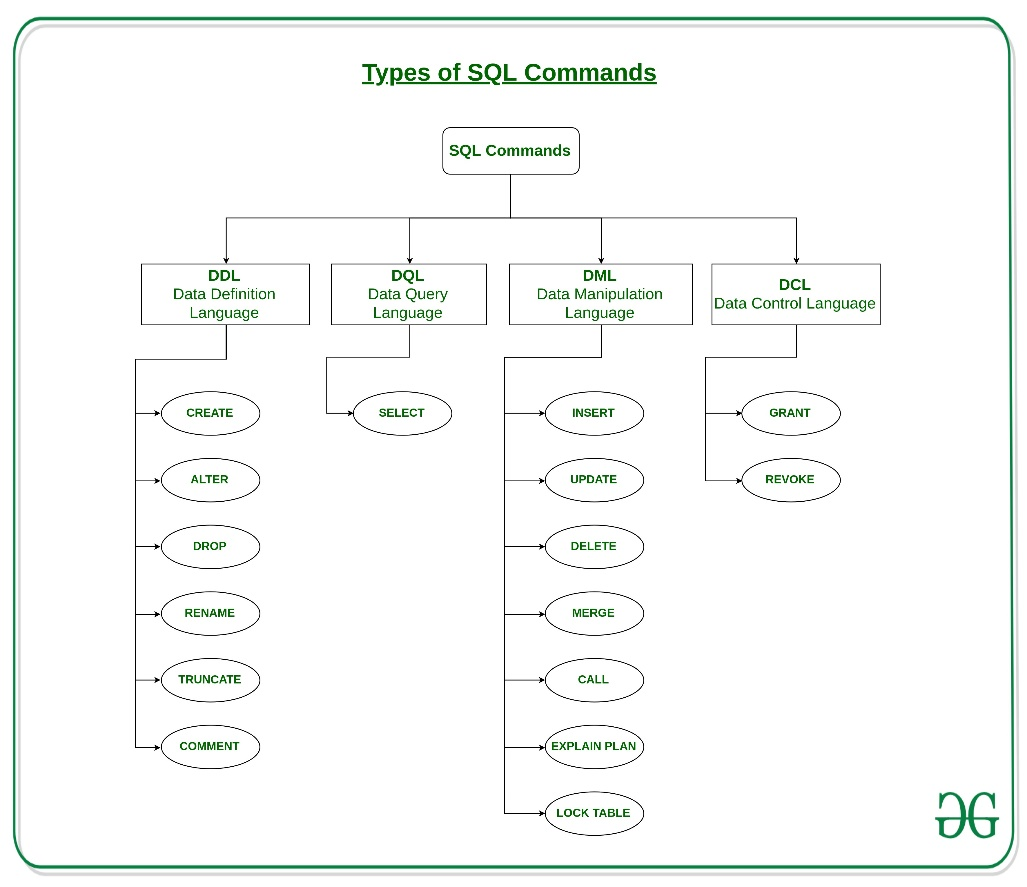 Types of SQL Commands
SQL Commands
DDL
Data Definition
Language
DQL
Data Query
Language
DML
Data Manipulation
Language
DCL
Data Control Language
CREATE
ALTER
DROP
RENAME
TRUNCATE
COMMENT
SELECT
INSERT
UPDATE
DELETE
MERGE
CALL
EXPLAIN PLAN
LOCK TABLE
GRANT
REVOKE